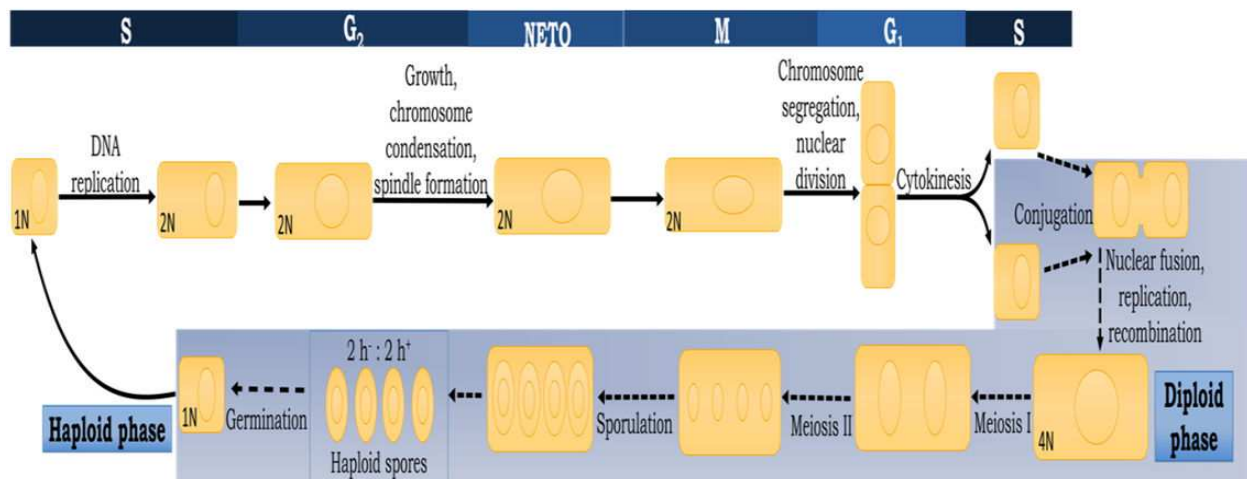 S G₂ NETO M G₁ S
Growth,
chromosome
condensation,
spindle formation
Chromosome
segregation,
nuclear
division
DNA
replication
Cytokinesis
1N
2N
2N
2N
2N
Conjugation
Nuclear fusion,
replication,
recombination
2 h⁻ : 2 h⁺
Haploid spores
Germination
Sporulation
Meiosis II
Meiosis I
1N
4N
Haploid phase
Diploid
phase